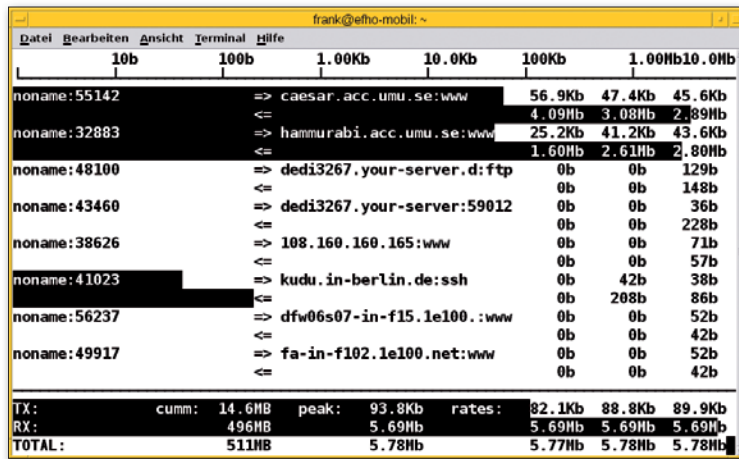 frank@efho-mobil: ~
Datei Bearbeiten Ansicht Terminal Hilfe
10b 100b 1.00Kb 10.0Kb 100Kb 1.00Mb10.0Mb
noname:55142 => caesar.acc.umu.se:www 56.9Kb 47.4Kb 45.6Kb
<= 4.09Mb 3.08Mb 2.89Mb
noname:32883 => hammurabi.acc.umu.se:www 25.2Kb 41.2Kb 43.6Kb
<= 1.60Mb 2.61Mb 2.80Mb
noname:48100 => dedi3267.your-server.d:ftp 0b 0b 129b
<= 0b 0b 148b
noname:43460 => dedi3267.your-server:59012 0b 0b 36b
<= 0b 0b 228b
noname:38626 => 108.160.160.165:www 0b 0b 71b
<= 0b 0b 57b
noname:41023 => kudu.in-berlin.de:ssh 0b 42b 38b
<= 0b 208b 86b
noname:56237 => dfw06s07-in-f15.1e100.:www 0b 0b 52b
<= 0b 0b 42b
noname:49917 => fa-in-f102.1e100.net:www 0b 0b 52b
<= 0b 0b 42b
TX: cumm: 14.6MB peak: 93.8Kb rates: 82.1Kb 88.8Kb 89.9Kb
RX: 496MB 5.69Mb 5.69Mb 5.69Mb 5.69Mb
TOTAL: 511MB 5.78Mb 5.77Mb 5.78Mb 5.78Mb